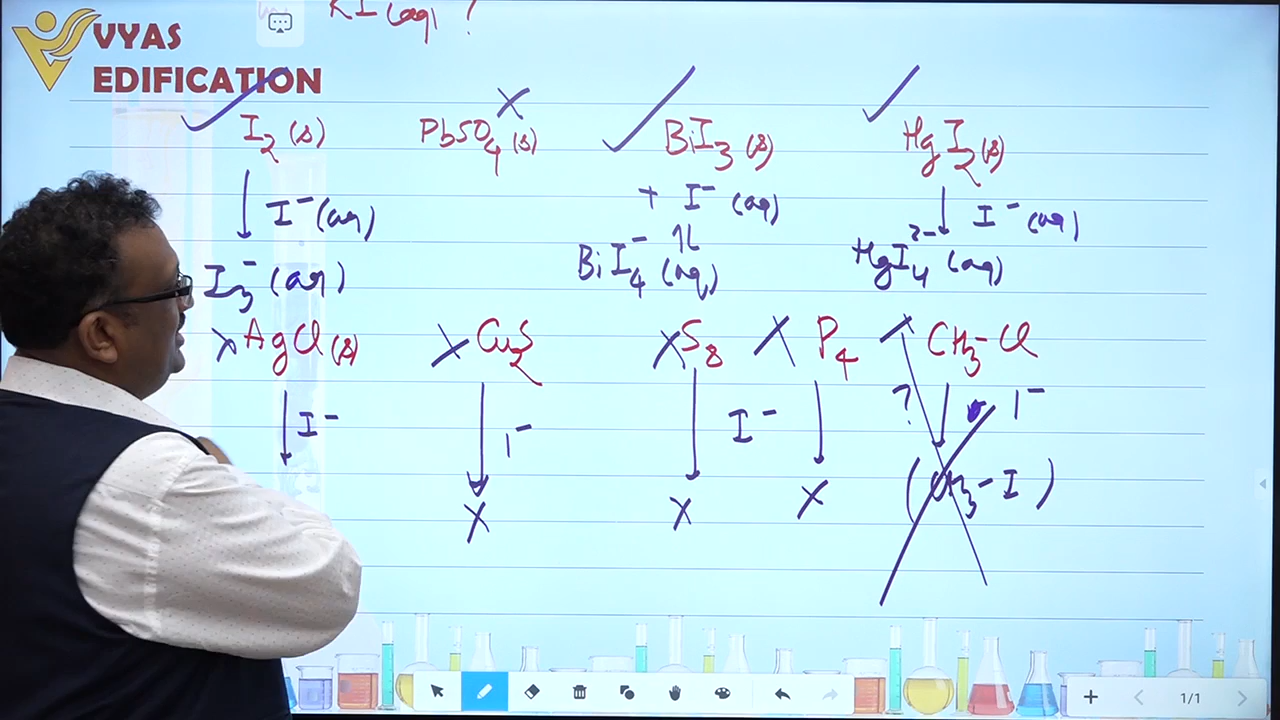 KI (aq) ?
VYAS
EDIFICATION
I2 (s) PbSO4 (s) BiI3 (s) HgI2 (s)
I⁻ (aq) + I⁻ (aq) I⁻ (aq)
I3⁻ (aq) BiI4⁻ (aq) HgI4²⁻ (aq)
X AgCl (s) X Cu2S X S8 X P4 CH3-Cl
I⁻ I⁻ I⁻ ? I⁻
X X X (CH3-I)
1/1